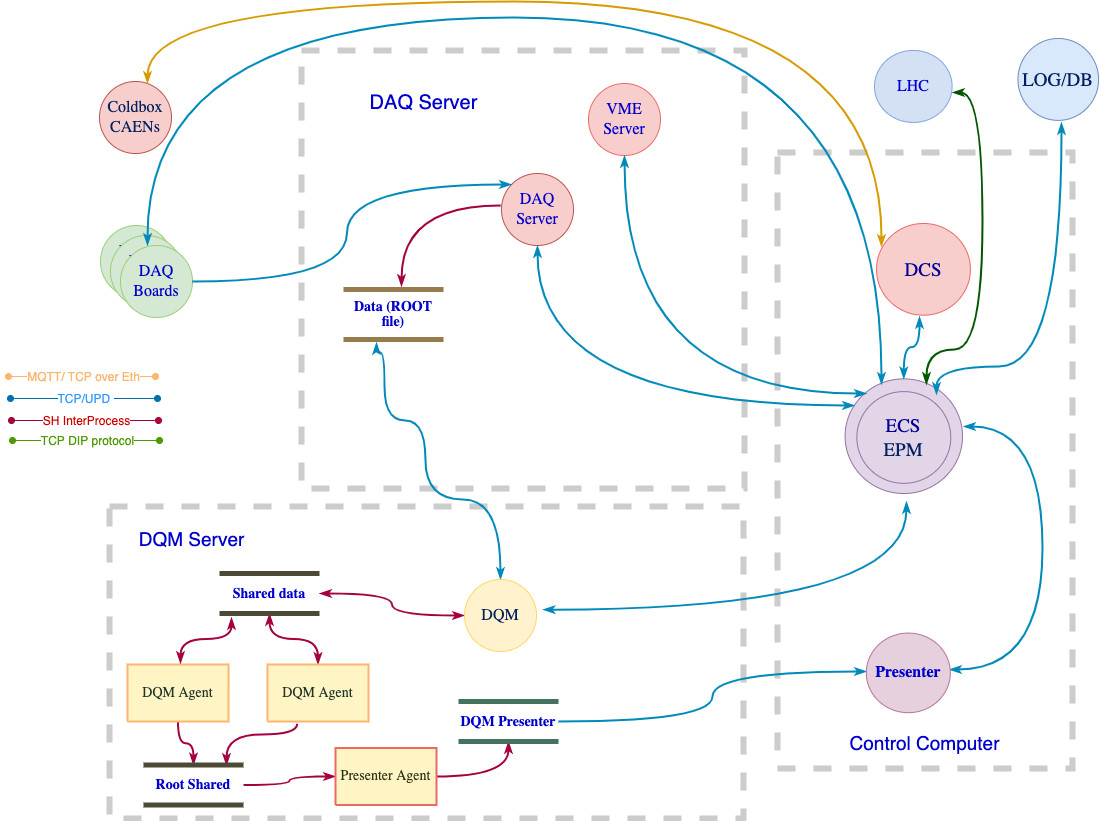 Coldbox
CAENs
DAQ Server
VME
Server
LHC
LOG/DB
DAQ
Server
DAQ
Boards
DCS
Data (ROOT
file)
MQTT/ TCP over Eth
TCP/UPD
SH InterProcess
TCP DIP protocol
ECS
EPM
DQM Server
Shared data
DQM
DQM Agent
DQM Agent
Presenter
DQM Presenter
Control Computer
Root Shared
Presenter Agent